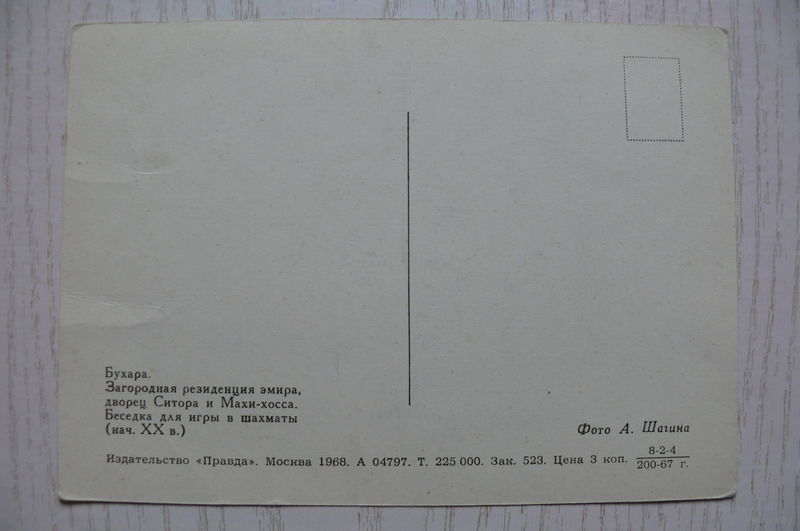 Бухара.
Загородная резиденция эмира,
дворец Ситора и Махи-хосса.
Беседка для игры в шахматы
(нач. XX в.)
Фото А. Шагина
Издательство «Правда». Москва 1968. А 04797. Т. 225 000. Зак. 523. Цена 3 коп. 8-2-4
200-67 г.